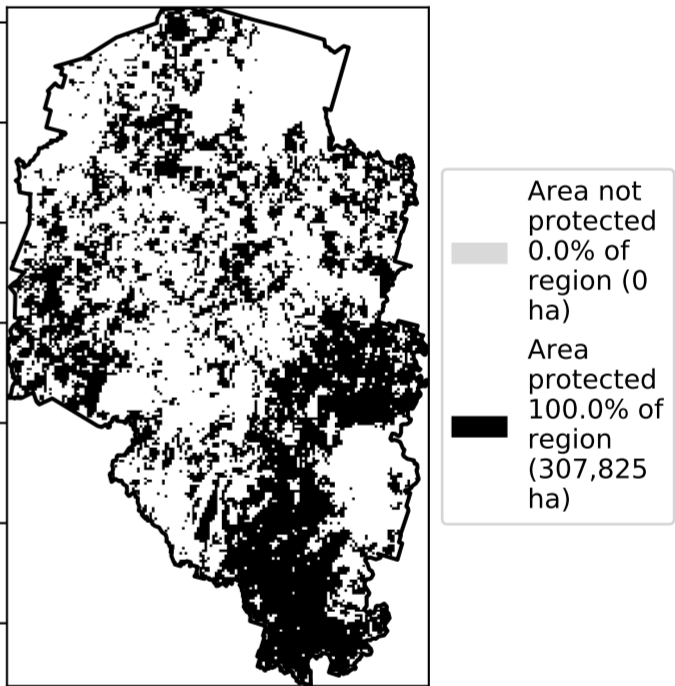 Area not
protected
0.0% of
region (0
ha)
Area
protected
100.0% of
region
(307,825
ha)